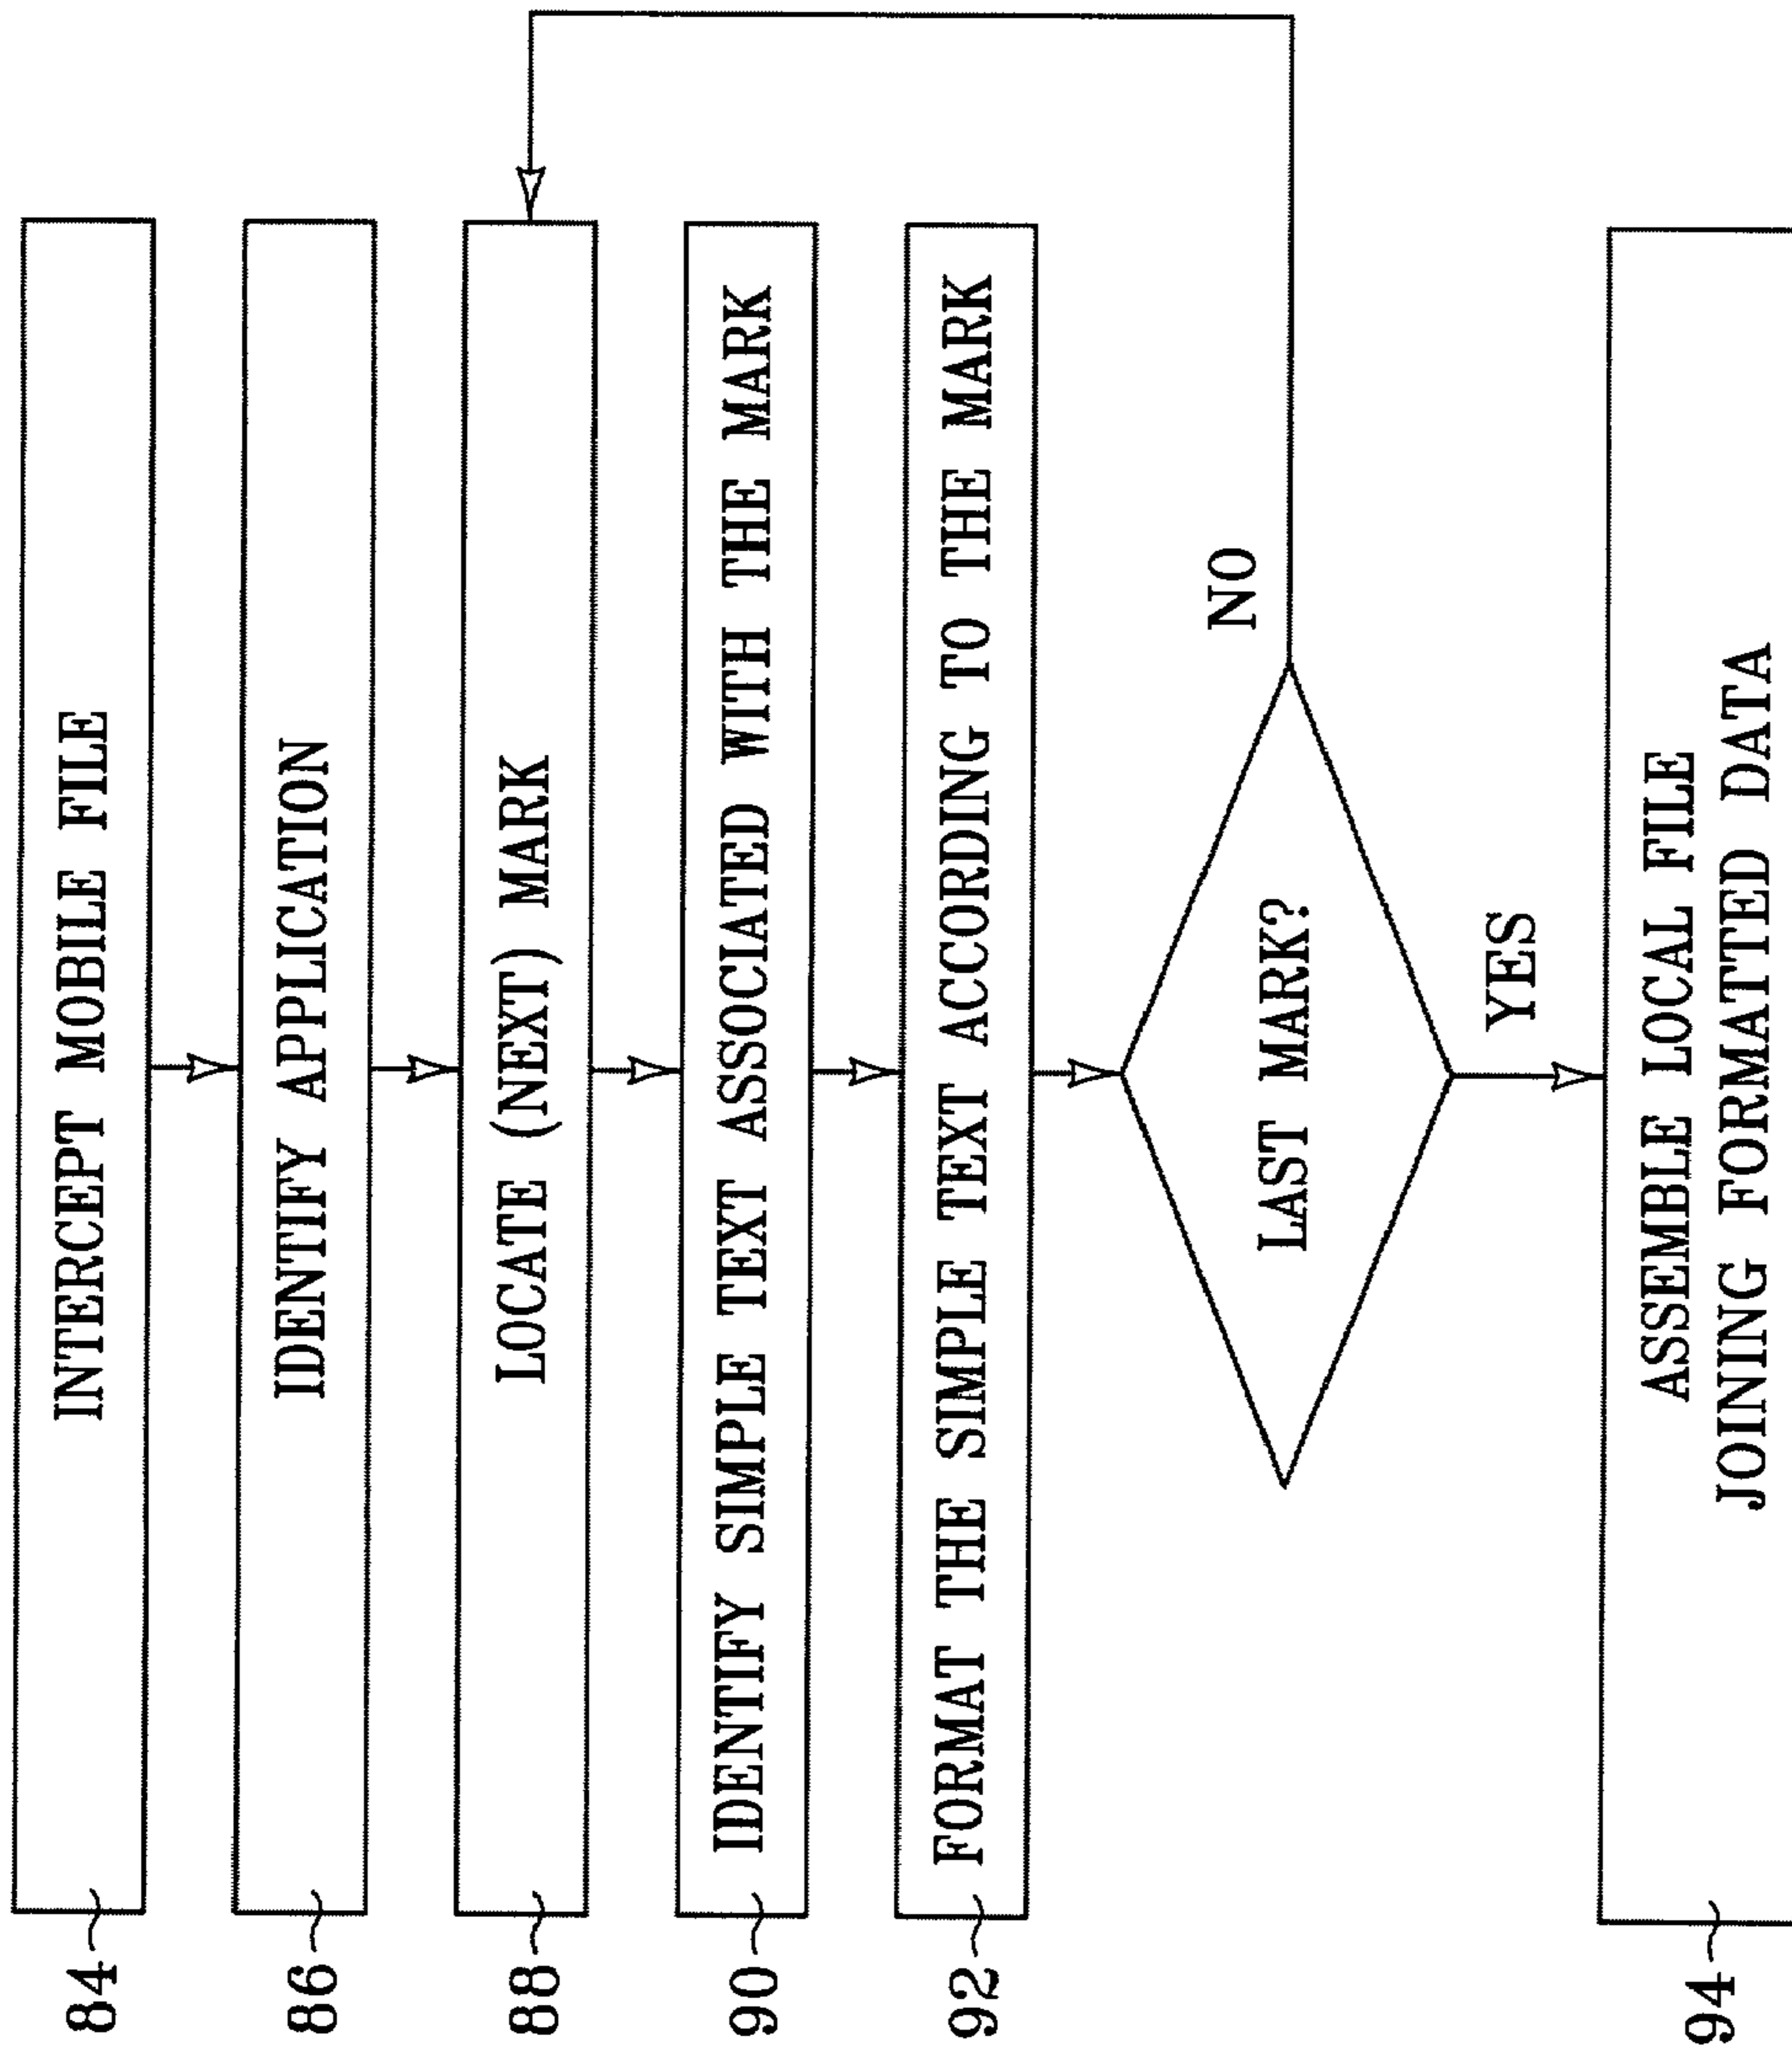 84
INTERCEPT MOBILE FILE
86
IDENTIFY APPLICATION
88
LOCATE (NEXT) MARK
90
IDENTIFY SIMPLE TEXT ASSOCIATED WITH THE MARK
92
FORMAT THE SIMPLE TEXT ACCORDING TO THE MARK
LAST MARK?
NO
YES
94
ASSEMBLE LOCAL FILE
JOINING FORMATTED DATA